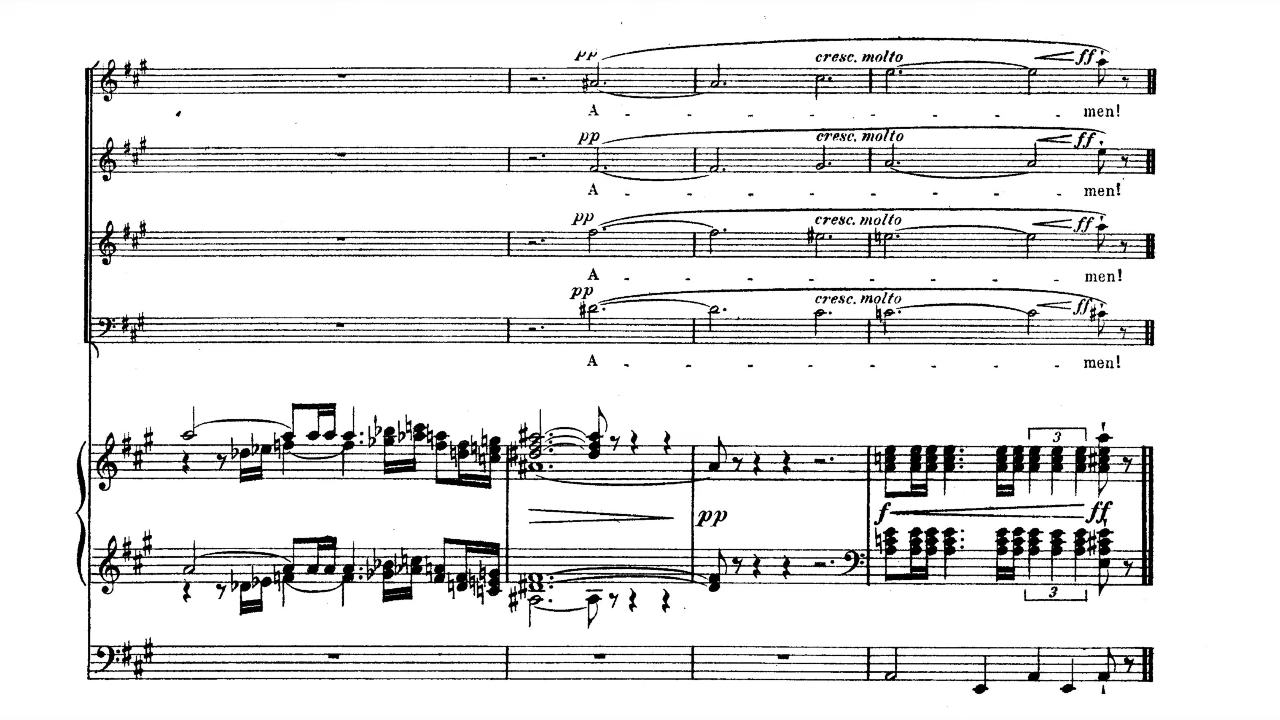 pp cresc. molto ff
A - - - - - - men!
pp cresc. molto ff
A - - - - - - men!
pp cresc. molto ff
A - - - - - - men!
pp cresc. molto ff
A - - - - - - men!
3
pp f ff
3